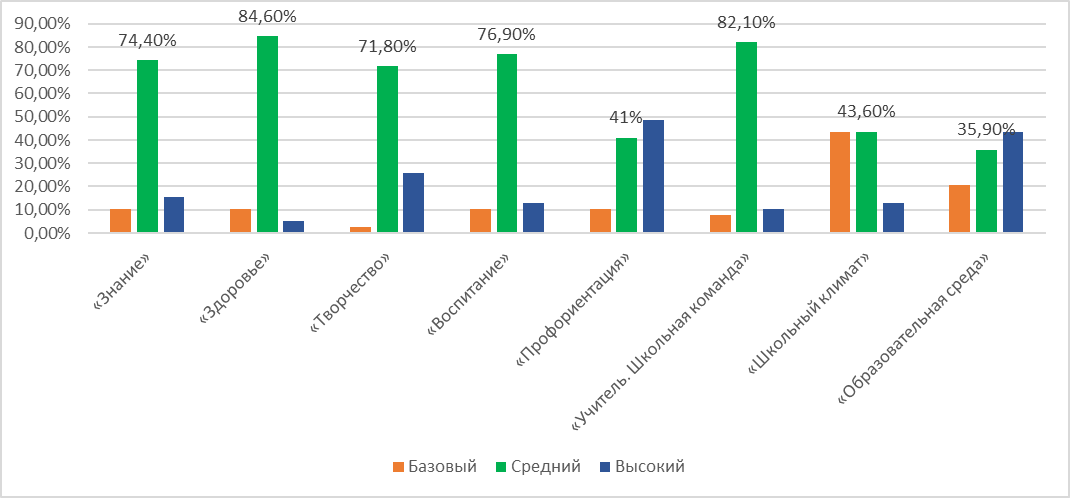 90,00%
80,00%
70,00%
60,00%
50,00%
40,00%
30,00%
20,00%
10,00%
0,00%
74,40%
84,60%
71,80%
76,90%
41%
82,10%
43,60%
35,90%
«Знание»
«Здоровье»
«Творчество»
«Воспитание»
«Профориентация»
«Учитель. Школьная команда»
«Школьный климат»
«Образовательная среда»
Базовый
Средний
Высокий